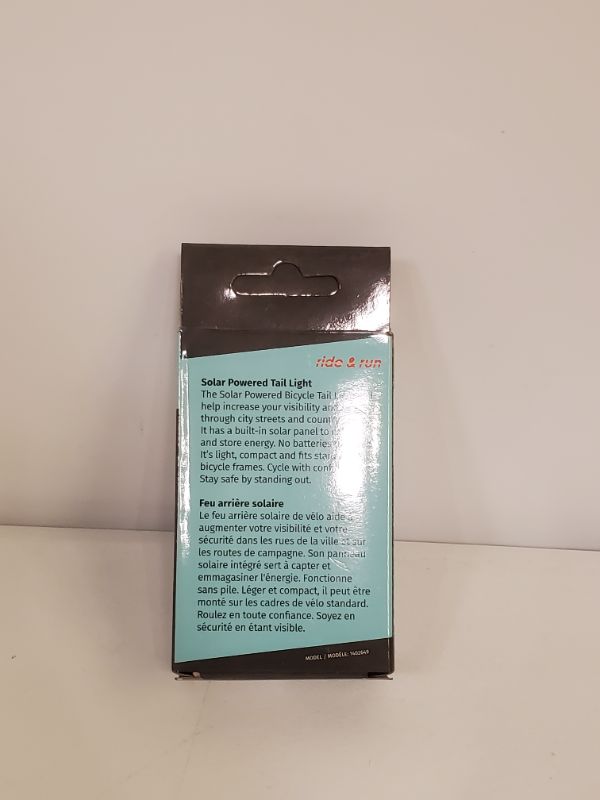 ride & run
Solar Powered Tail Light
The Solar Powered Bicycle Tail
help increase your visibility and
through city streets and
It has a built-in solar panel to
and store energy. No batteries
It's light, compact and fits
bicycle frames. Cycle with
Stay safe by standing out.
Feu arrière solaire
Le feu arrière solaire de vélo aide à
augmenter votre visibilité et votre
sécurité dans les rues de la ville et sur
les routes de campagne. Son panneau
solaire intégré sert à capter et
emmagasiner l'énergie. Fonctionne
sans pile. Léger et compact, il peut être
monté sur les cadres de vélo standard.
Roulez en toute confiance. Soyez en
sécurité en étant visible.
MODEL | MODÈLE: 1402649